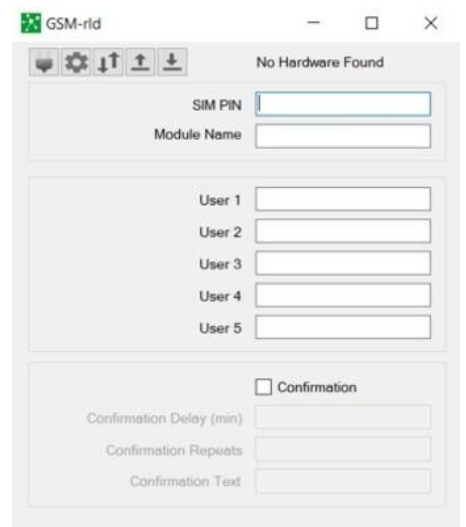 GSM-rld
No Hardware Found
SIM PIN
Module Name
User 1
User 2
User 3
User 4
User 5
Confirmation
Confirmation Delay (min)
Confirmation Repeats
Confirmation Text